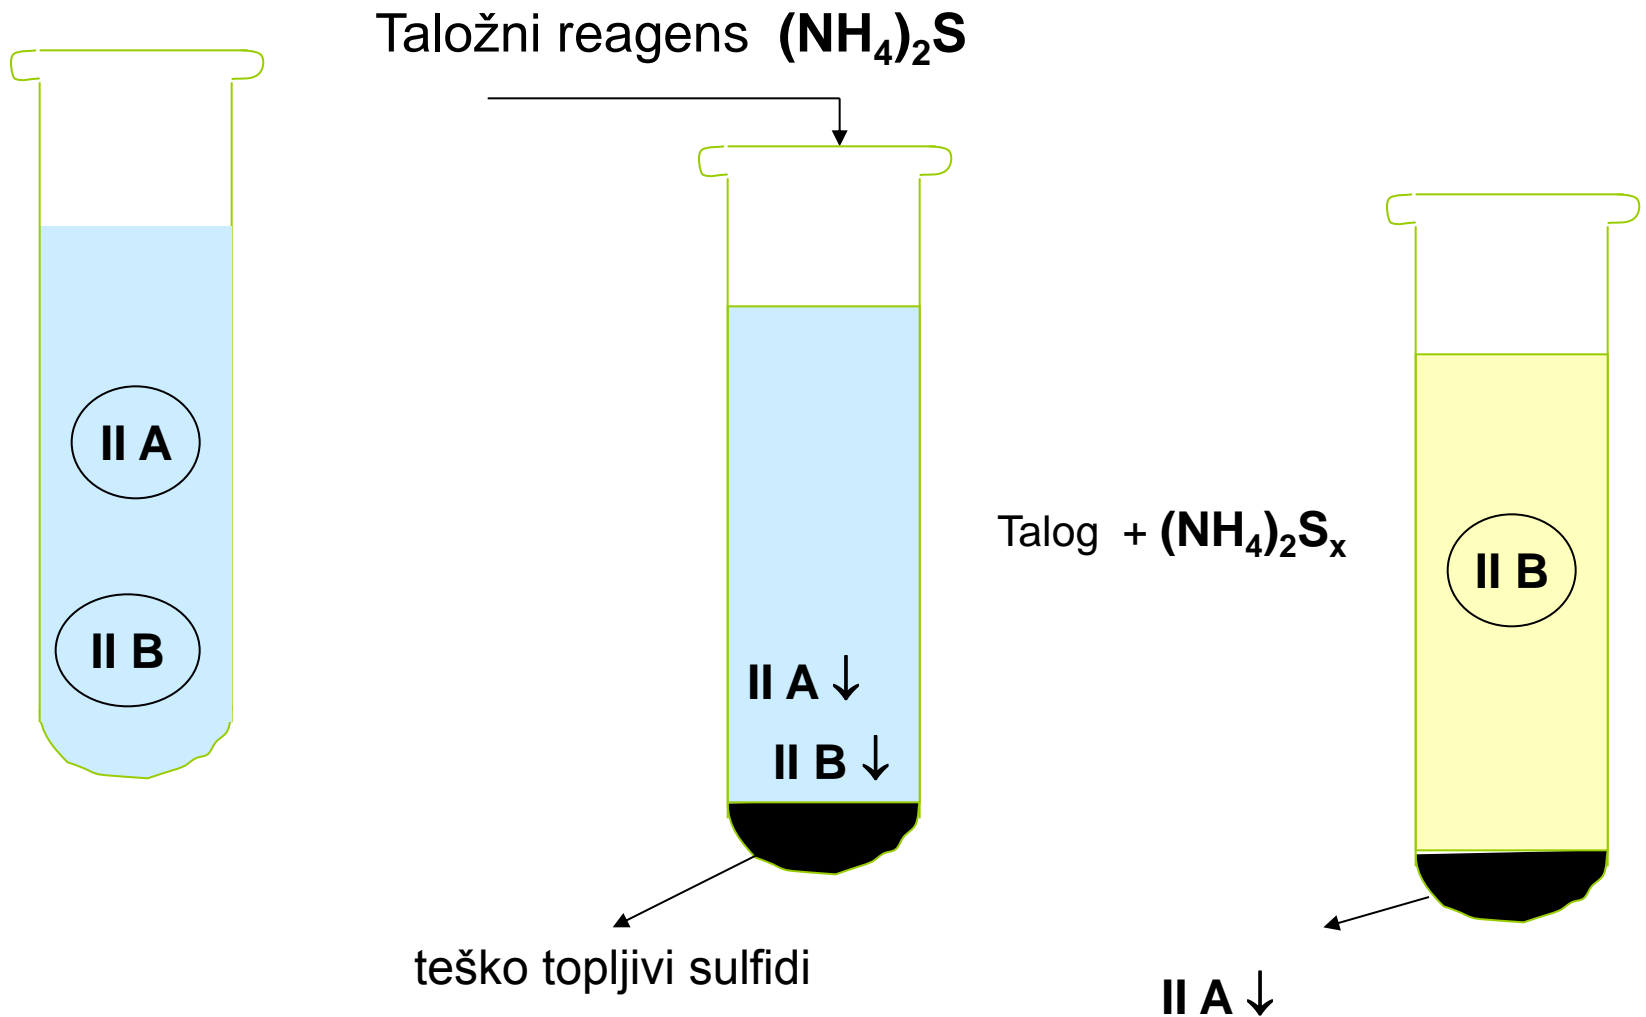 Taložni reagens (NH₄)₂S
II A
II B
II A ↓
II B ↓
teško topljivi sulfidi
Talog + (NH₄)₂Sₓ
II B
II A ↓